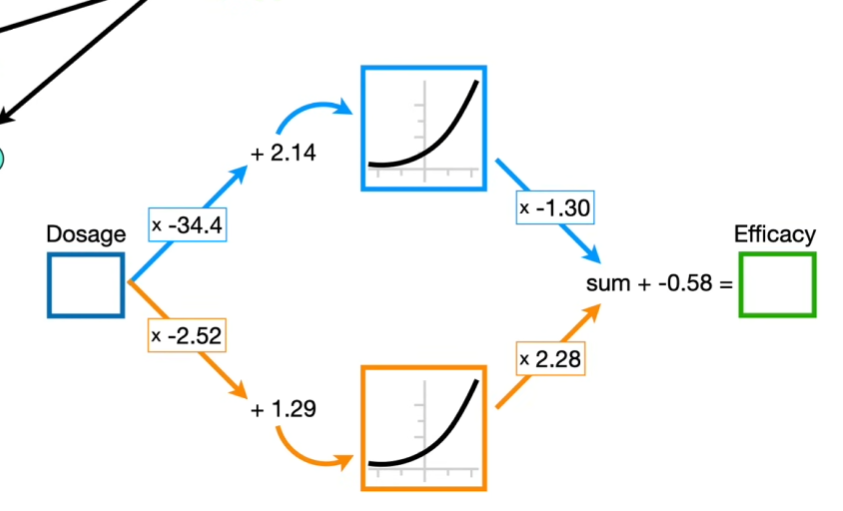 + 2.14
x -34.4
x -1.30
Dosage
Efficacy
sum + -0.58 =
x -2.52
x 2.28
+ 1.29